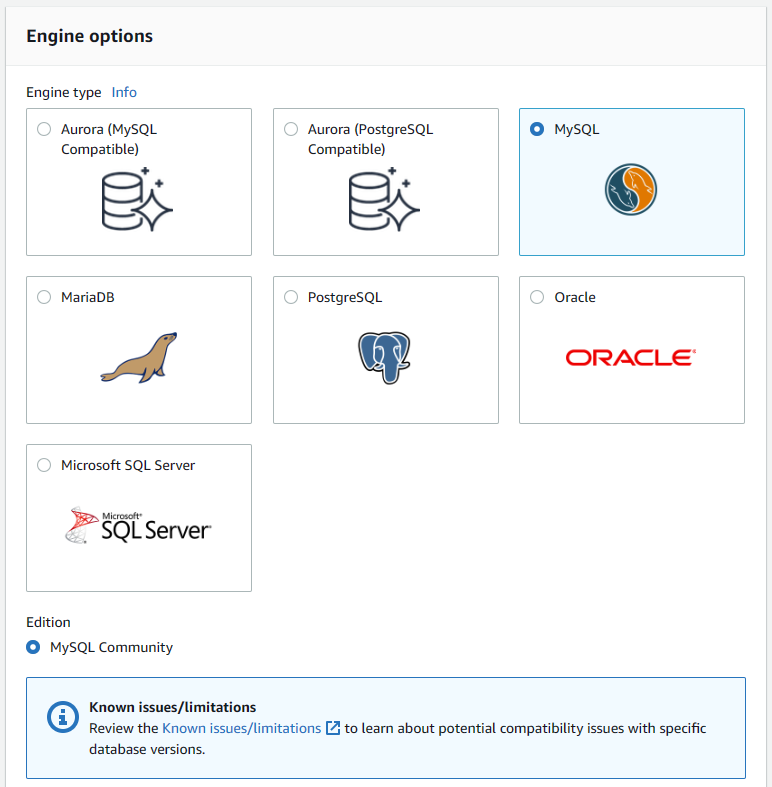 Engine options
Engine type Info
Aurora (MySQL
Compatible)
Aurora (PostgreSQL
Compatible)
MySQL
MariaDB
PostgreSQL
Oracle
ORACLE®
Microsoft SQL Server
Microsoft®
SQL Server®
Edition
MySQL Community
Known issues/limitations
Review the Known issues/limitations to learn about potential compatibility issues with specific
database versions.